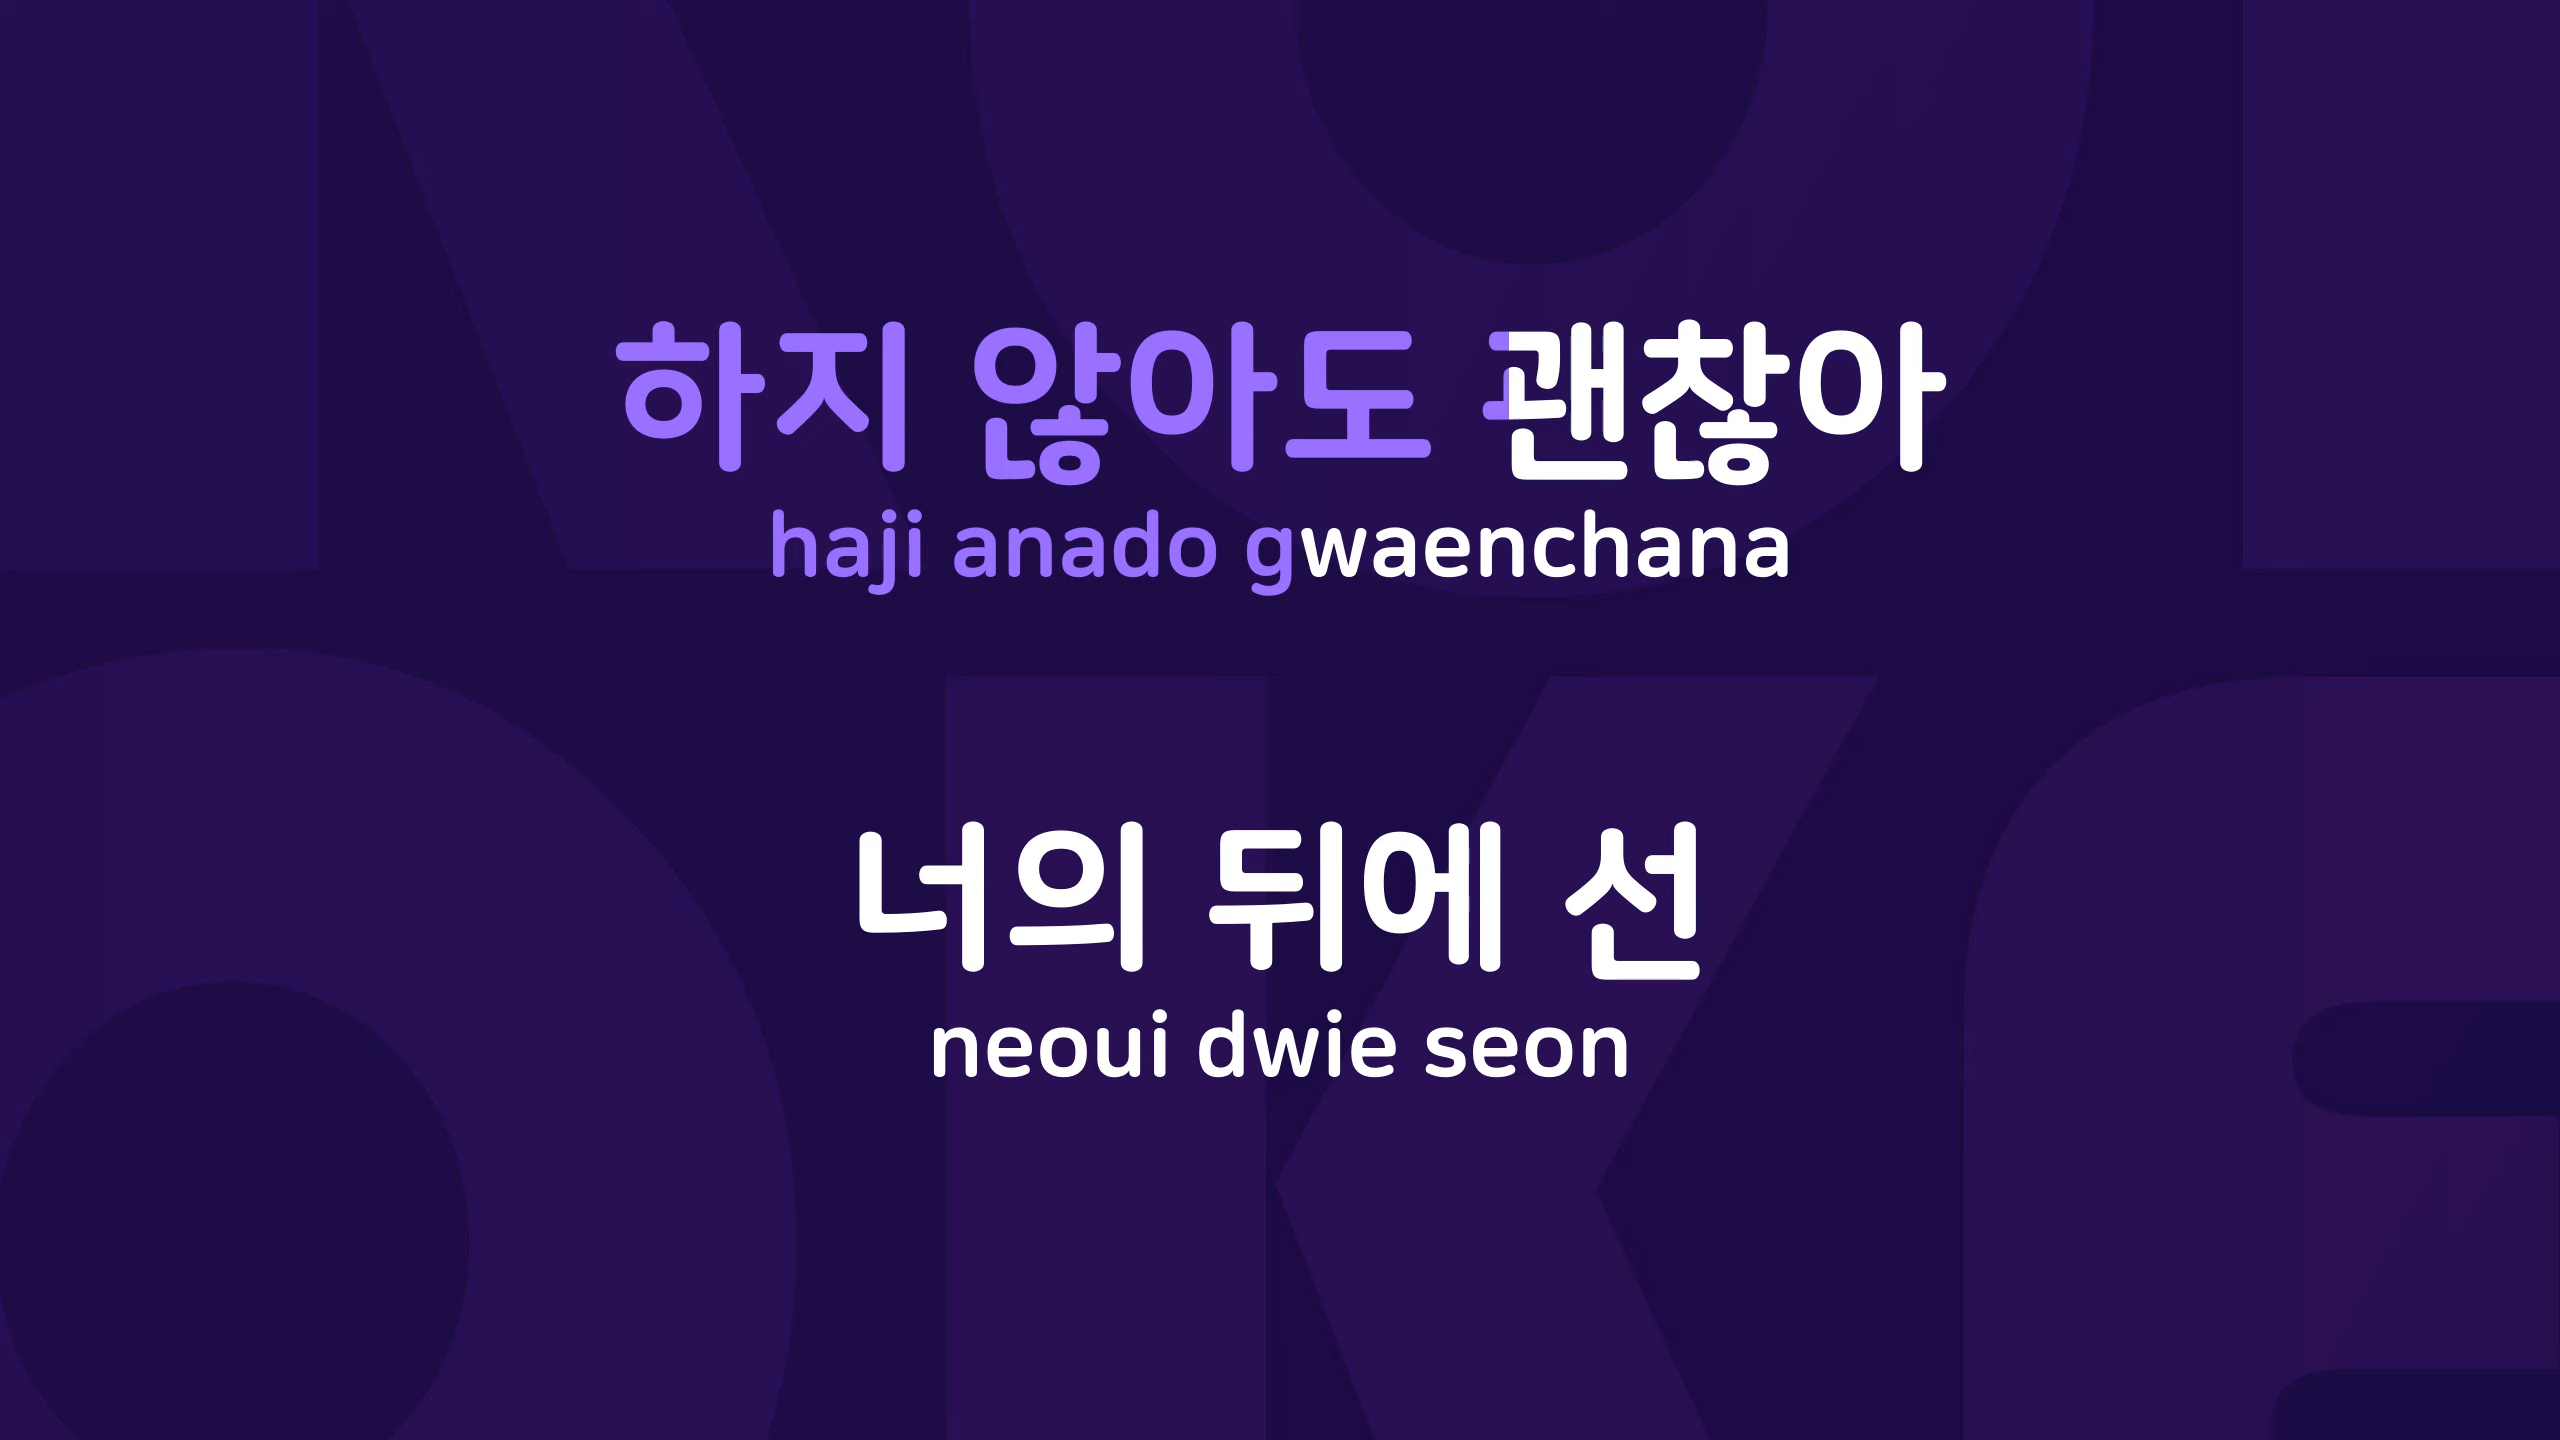 하지 않아도 괜찮아
haji anado gwaenchana
너의 뒤에 선
neoui dwie seon